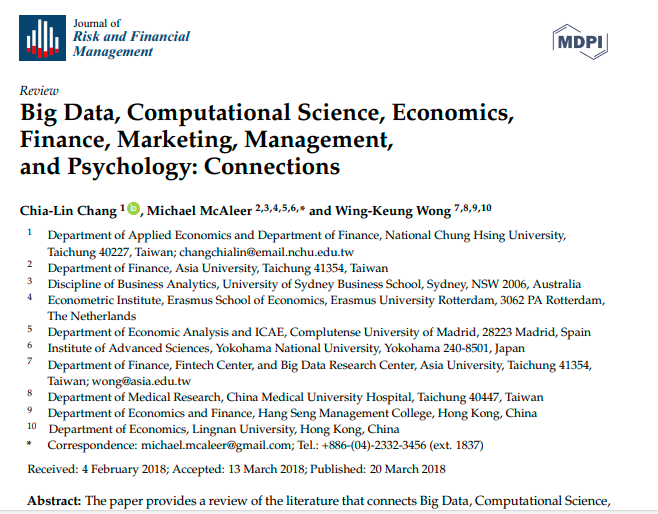 Journal of
Risk and Financial
Management
MDPI
Review
Big Data, Computational Science, Economics,
Finance, Marketing, Management,
and Psychology: Connections
Chia-Lin Chang 1 iD, Michael McAleer 2,3,4,5,6,* and Wing-Keung Wong 7,8,9,10
1 Department of Applied Economics and Department of Finance, National Chung Hsing University,
Taichung 40227, Taiwan; changchialin@email.nchu.edu.tw
2 Department of Finance, Asia University, Taichung 41354, Taiwan
3 Discipline of Business Analytics, University of Sydney Business School, Sydney, NSW 2006, Australia
4 Econometric Institute, Erasmus School of Economics, Erasmus University Rotterdam, 3062 PA Rotterdam,
The Netherlands
5 Department of Economic Analysis and ICAE, Complutense University of Madrid, 28223 Madrid, Spain
6 Institute of Advanced Sciences, Yokohama National University, Yokohama 240-8501, Japan
7 Department of Finance, Fintech Center, and Big Data Research Center, Asia University, Taichung 41354,
Taiwan; wong@asia.edu.tw
8 Department of Medical Research, China Medical University Hospital, Taichung 40447, Taiwan
9 Department of Economics and Finance, Hang Seng Management College, Hong Kong, China
10 Department of Economics, Lingnan University, Hong Kong, China
* Correspondence: michael.mcaleer@gmail.com; Tel.: +886-(04)-2332-3456 (ext. 1837)
Received: 4 February 2018; Accepted: 13 March 2018; Published: 20 March 2018
Abstract: The paper provides a review of the literature that connects Big Data, Computational Science,